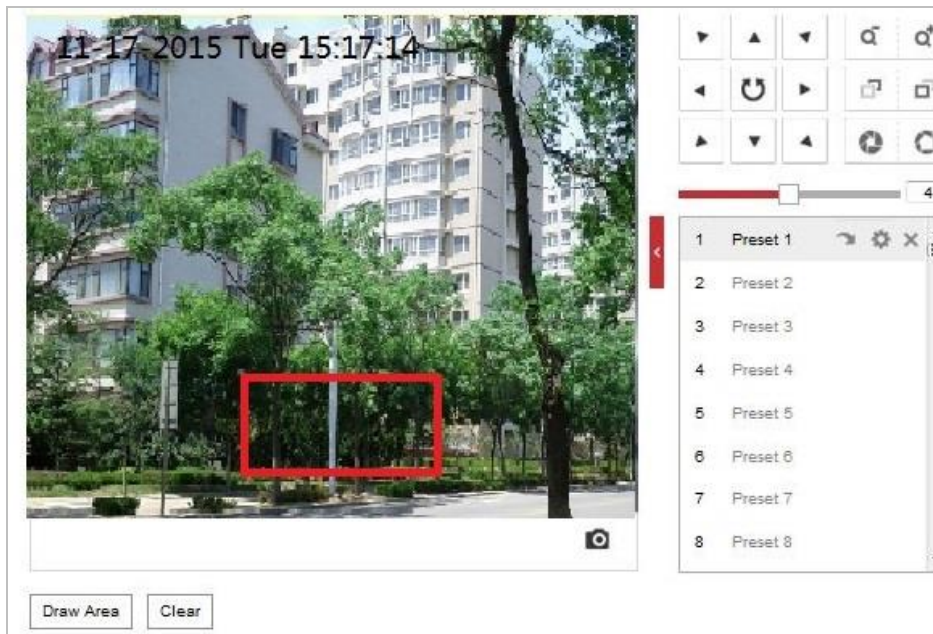 11-17-2015 Tue 15:17:14
4
1 Preset 1
2 Preset 2
3 Preset 3
4 Preset 4
5 Preset 5
6 Preset 6
7 Preset 7
8 Preset 8
Draw Area Clear